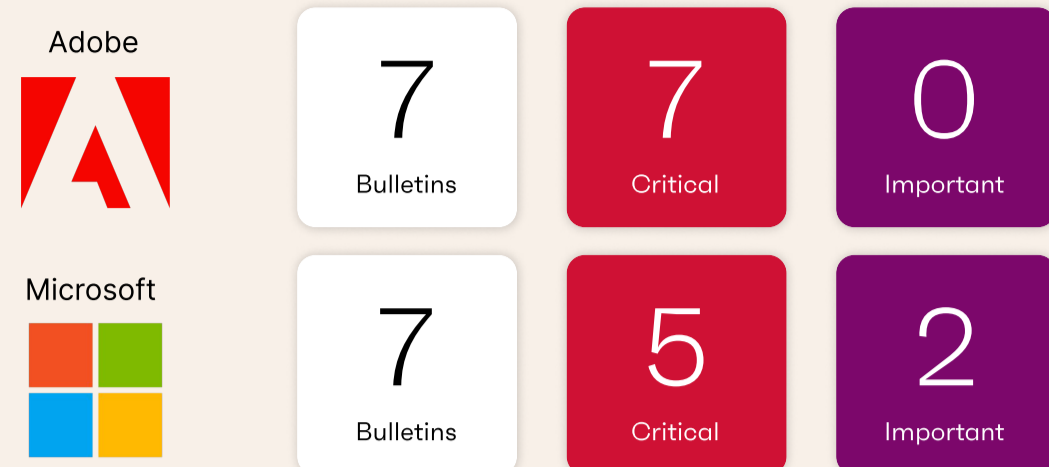 Adobe
7
Bulletins
7
Critical
0
Important
Microsoft
7
Bulletins
5
Critical
2
Important